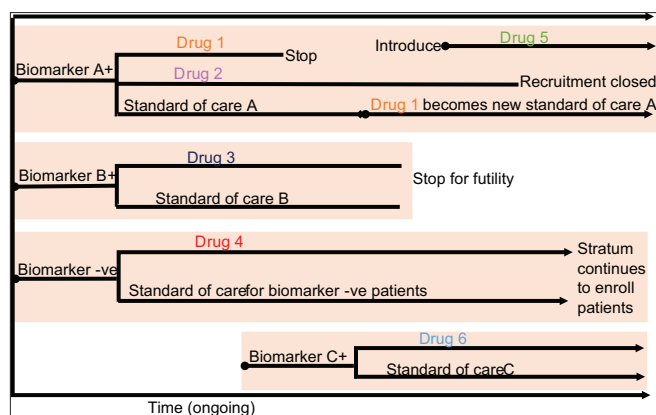 Drug 1
Introduce
Drug 5
Stop
Biomarker A+
Drug 2
Recruitment closed
Standard of care A
Drug 1 becomes new standard of care A
Drug 3
Biomarker B+
Stop for futility
Standard of care B
Drug 4
Biomarker -ve
Stratum
continues
to enroll
patients
Standard of carefor biomarker -ve patients
Drug 6
Biomarker C+
Standard of careC
Time (ongoing)